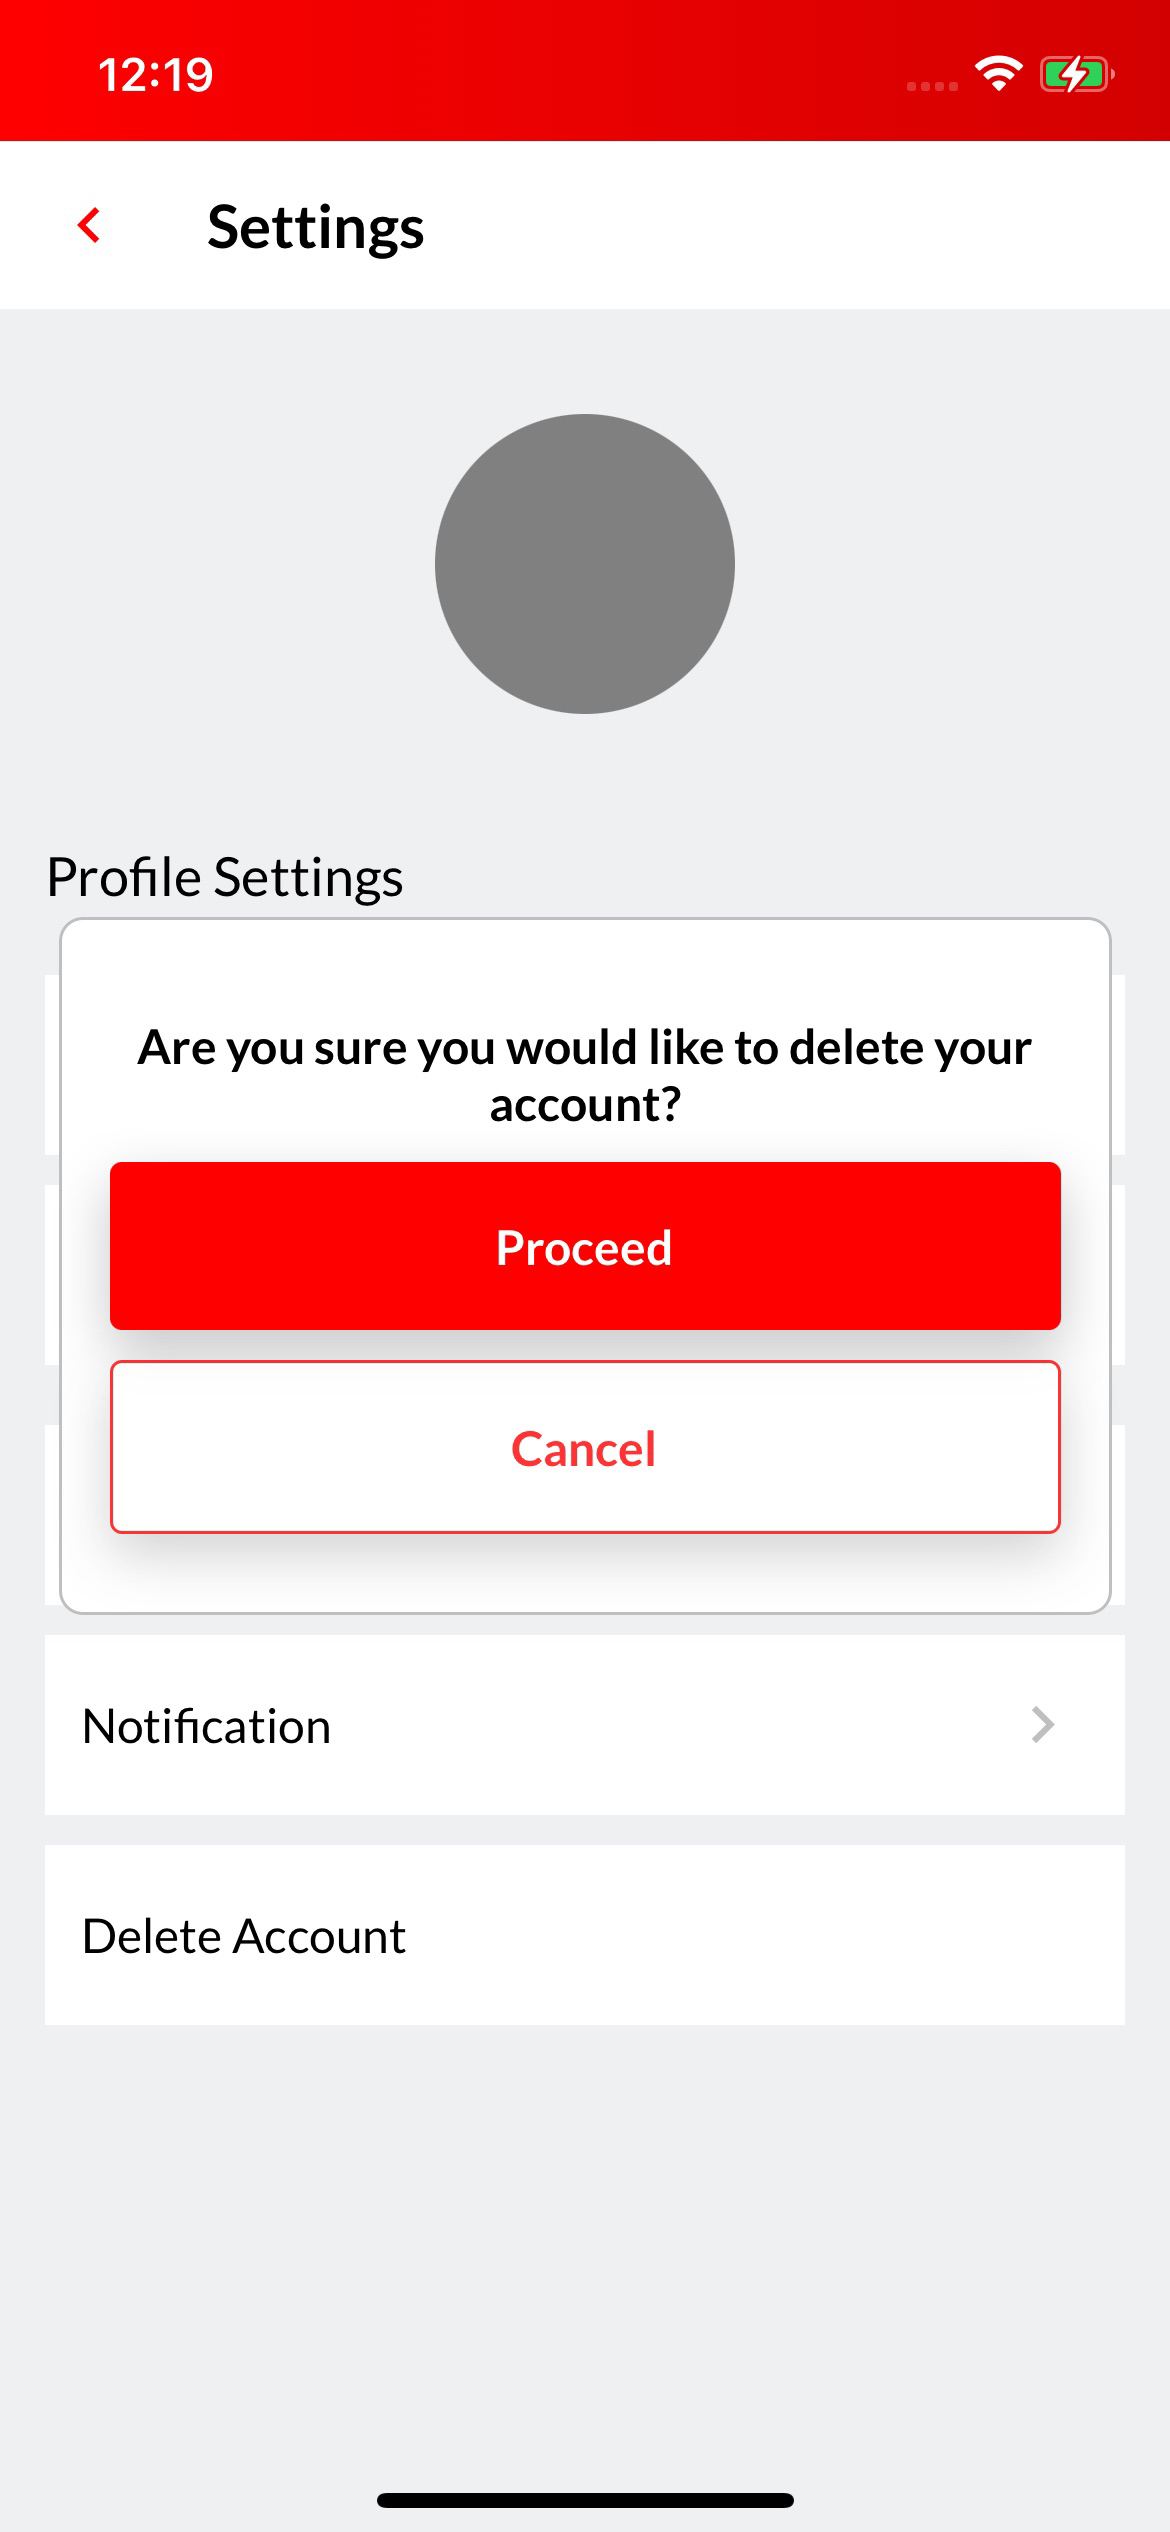 12:19
Settings
Profile Settings
Are you sure you would like to delete your
account?
Proceed
Cancel
Notification
Delete Account